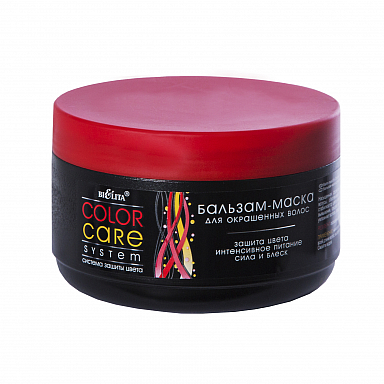 BIELITA®
COLOR
care
system
система защиты цвета
Бальзам-маска
для окрашенных волос
защита цвета
интенсивное питание
сила и блеск